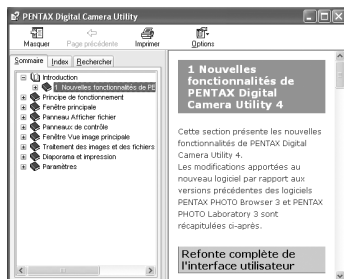 PENTAX Digital Camera Utility
Masquer Page précédente Imprimer Options
Sommaire Index Rechercher
Introduction
1 Nouvelles fonctionnalités de PE
Principe de fonctionnement
Fenêtre principale
Panneau Afficher fichier
Panneaux de contrôle
Fenêtre Vue image principale
Traitement des images et des fichiers
Diaporama et impression
Paramètres
1 Nouvelles
fonctionnalités de
PENTAX Digital
Camera Utility 4
Cette section présente les nouvelles
fonctionnalités de PENTAX Digital
Camera Utility 4.
Les modifications apportées au
nouveau logiciel par rapport aux
versions précédentes des logiciels
PENTAX PHOTO Browser 3 et PENTAX
PHOTO Laboratory 3 sont
récapitulées ci-après.
Refonte complète de
l'interface utilisateur